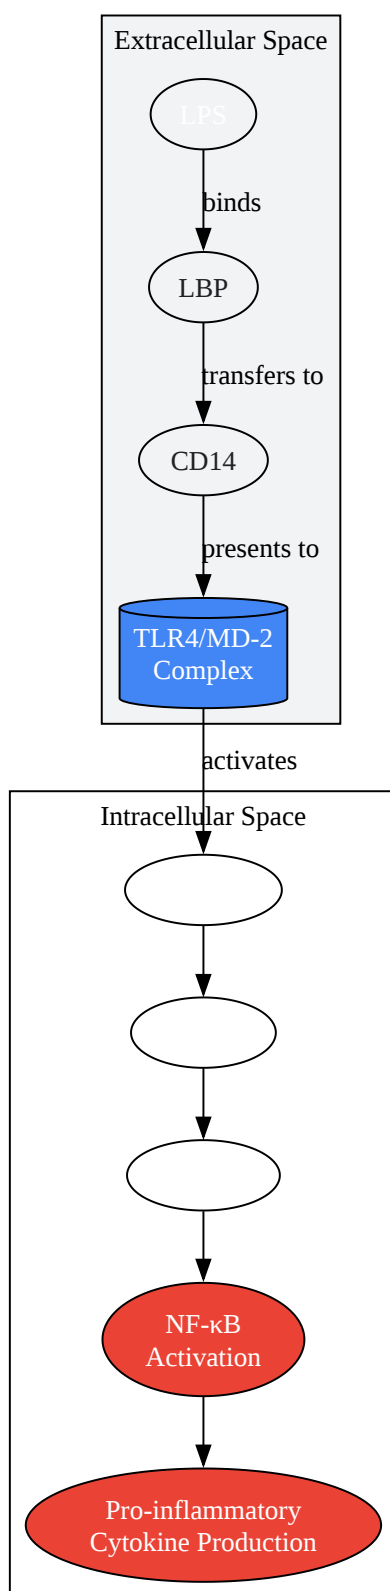 Extracellular Space
LPS
binds
LBP
transfers to
CD14
presents to
TLR4/MD-2
Complex
activates
Intracellular Space
NF-κB
Activation
Pro-inflammatory
Cytokine Production